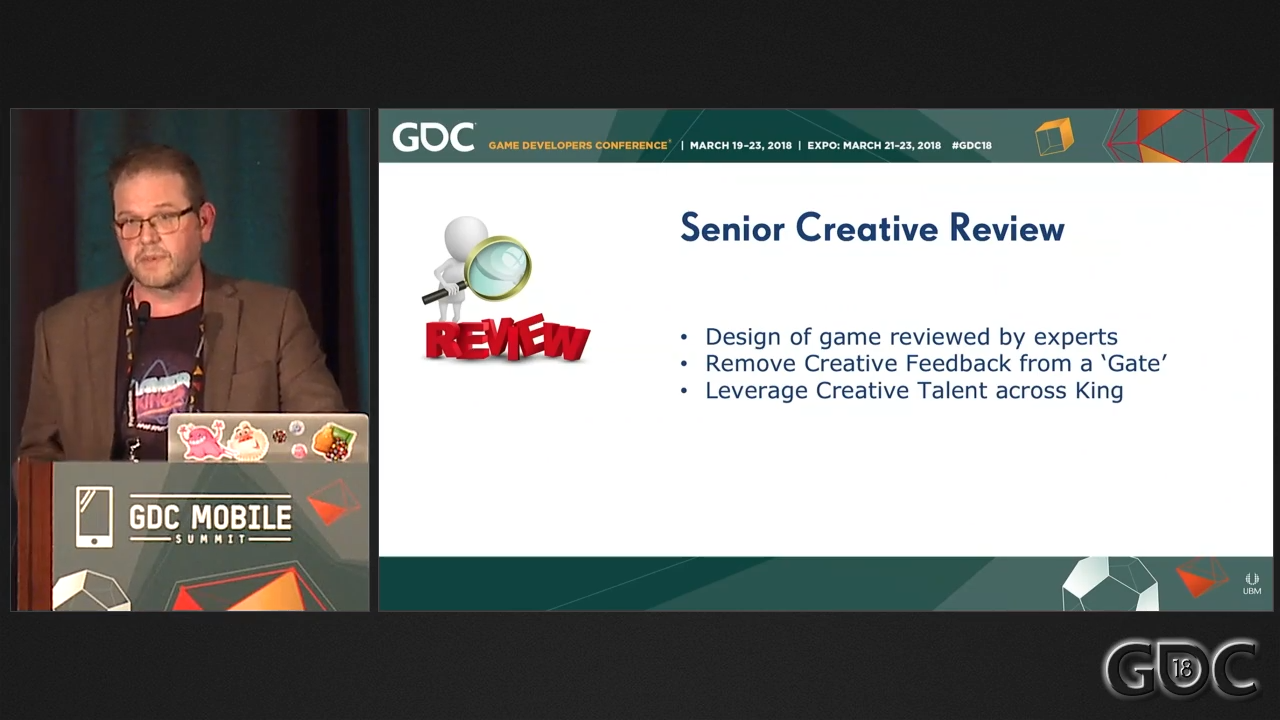 GDC
GAME DEVELOPERS CONFERENCE® | MARCH 19–23, 2018 | EXPO: MARCH 21–23, 2018 #GDC18
Senior Creative Review
REVIEW
• Design of game reviewed by experts
• Remove Creative Feedback from a ‘Gate’
• Leverage Creative Talent across King
GDC MOBILE
SUMMIT
UBM
GDC
18